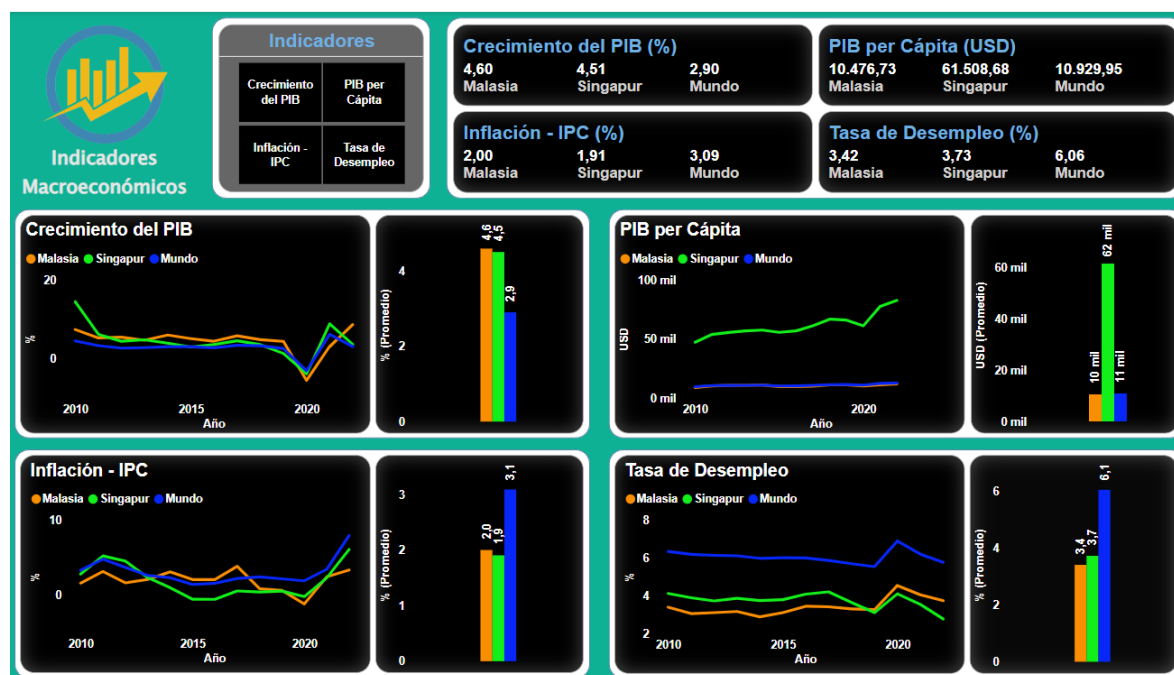 Indicadores
Macroeconómicos
Indicadores
Crecimiento del PIB
PIB per Cápita
Inflación - IPC
Tasa de Desempleo
Crecimiento del PIB (%)
4,60 4,51 2,90
Malasia Singapur Mundo
PIB per Cápita (USD)
10.476,73 61.508,68 10.929,95
Malasia Singapur Mundo
Inflación - IPC (%)
2,00 1,91 3,09
Malasia Singapur Mundo
Tasa de Desempleo (%)
3,42 3,73 6,06
Malasia Singapur Mundo
Crecimiento del PIB
Malasia Singapur Mundo
20
0
%
2010 2015 2020
Año
% (Promedio)
4
2
0
4,6 4,5 2,9
PIB per Cápita
Malasia Singapur Mundo
100 mil
50 mil
0 mil
USD
2010 2020
Año
USD (Promedio)
60 mil
40 mil
20 mil
0 mil
10 mil 62 mil 11 mil
Inflación - IPC
Malasia Singapur Mundo
10
0
%
2010 2015 2020
Año
% (Promedio)
3
2
1
0
2,0 1,9 3,1
Tasa de Desempleo
Malasia Singapur Mundo
8
6
4
2
%
2010 2015 2020
Año
% (Promedio)
6
4
2
0
3,4 3,7 6,1